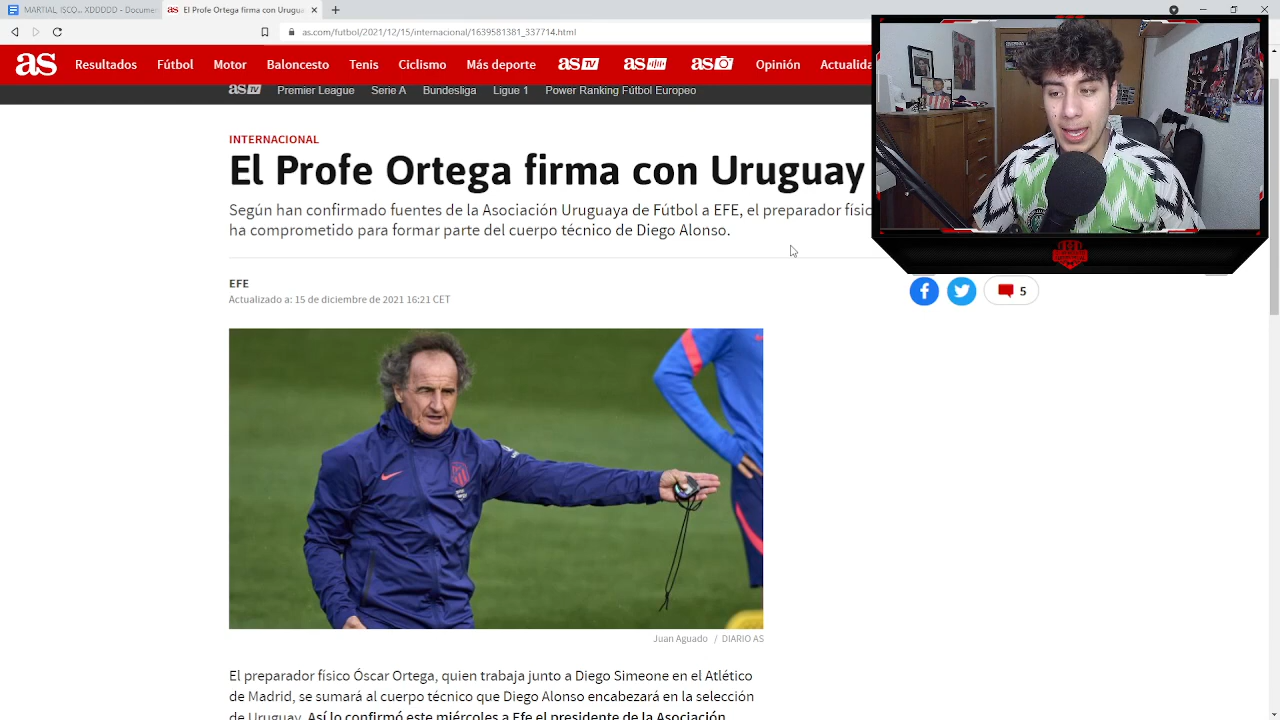 MARTIAL, ISCO,.. XDDDDD - Documen
as El Profe Ortega firma con Urugua
as.com/futbol/2021/12/15/internacional/1639581381_337714.html
as Resultados Fútbol Motor Baloncesto Tenis Ciclismo Más deporte as TV as as Opinión Actualida
as TV Premier League Serie A Bundesliga Ligue 1 Power Ranking Fútbol Europeo
INTERNACIONAL
El Profe Ortega firma con Uruguay
Según han confirmado fuentes de la Asociación Uruguaya de Fútbol a EFE, el preparador físic
ha comprometido para formar parte del cuerpo técnico de Diego Alonso.
EFE
Actualizado a: 15 de diciembre de 2021 16:21 CET
5
Juan Aguado / DIARIO AS
El preparador físico Óscar Ortega, quien trabaja junto a Diego Simeone en el Atlético
de Madrid, se sumará al cuerpo técnico que Diego Alonso encabezará en la selección
de Uruguay. Así lo confirmó este miércoles a Efe el presidente de la Asociación